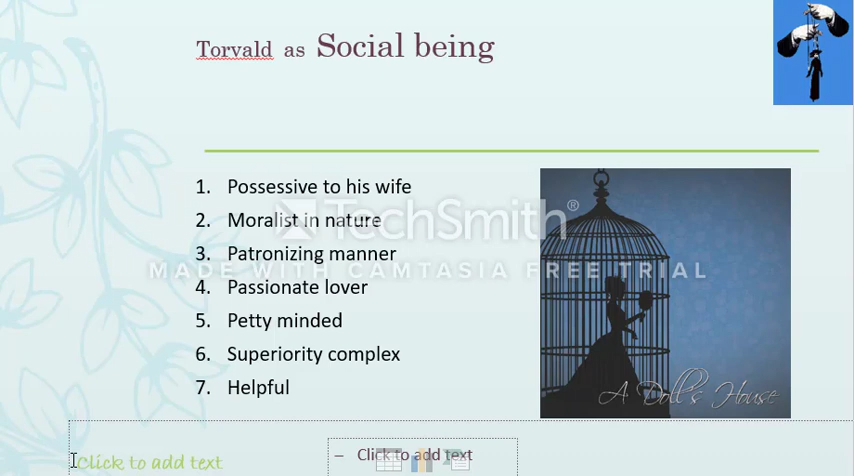 Torvald as Social being
1. Possessive to his wife
2. Moralist in nature
3. Patronizing manner
4. Passionate lover
5. Petty minded
6. Superiority complex
7. Helpful
TechSmith®
MADE WITH CAMTASIA FREE TRIAL
A Doll's House
Click to add text
– Click to add text